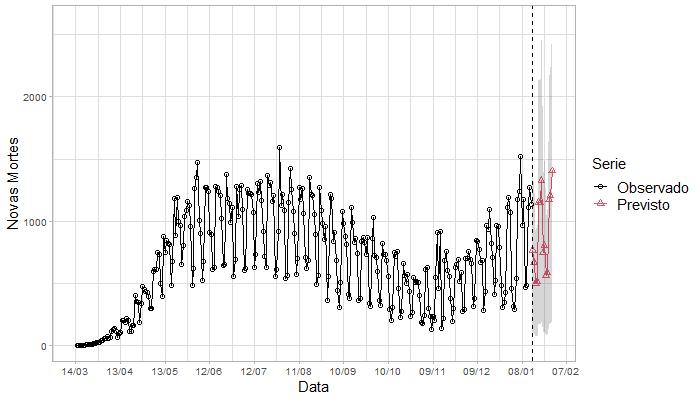 Novas Mortes
2000
1000
0
14/03 13/04 13/05 12/06 12/07 11/08 10/09 10/10 09/11 09/12 08/01 07/02
Data
Serie
Observado
Previsto